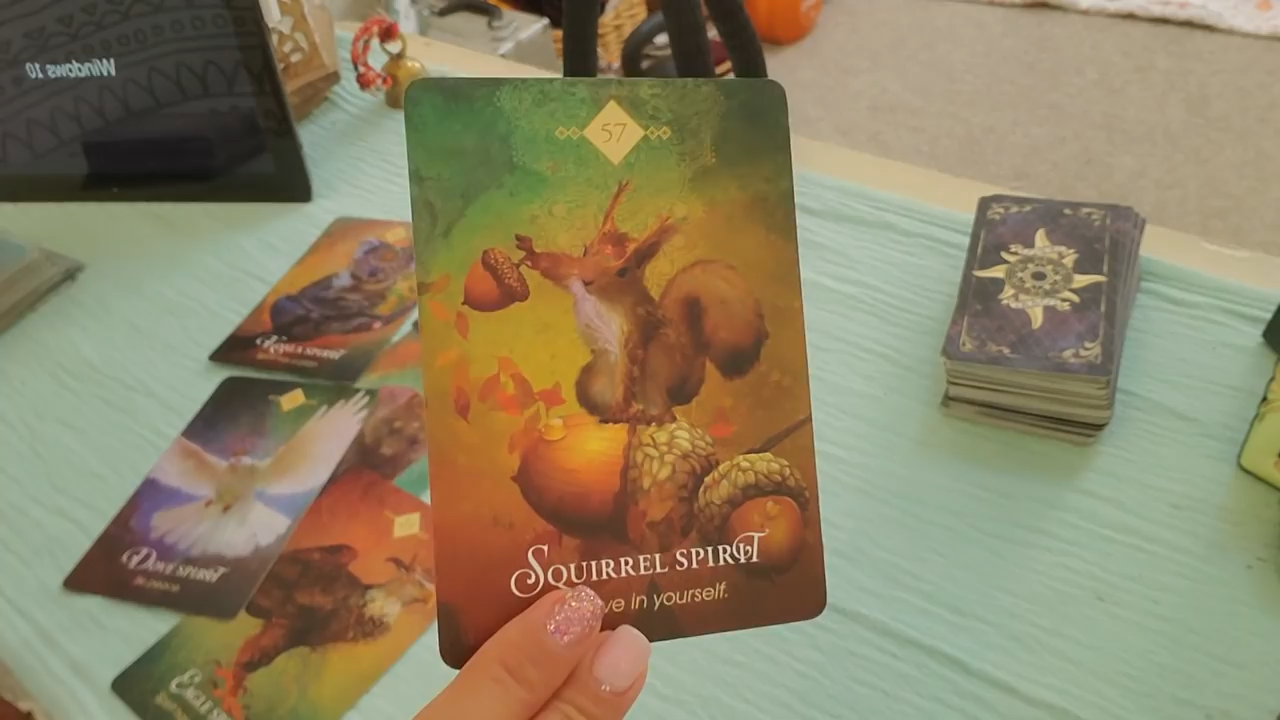 Windows 10
57
SQUIRREL SPIRIT
ve in yourself.
SPIRIT
DOVE SPIRIT
EAGLE